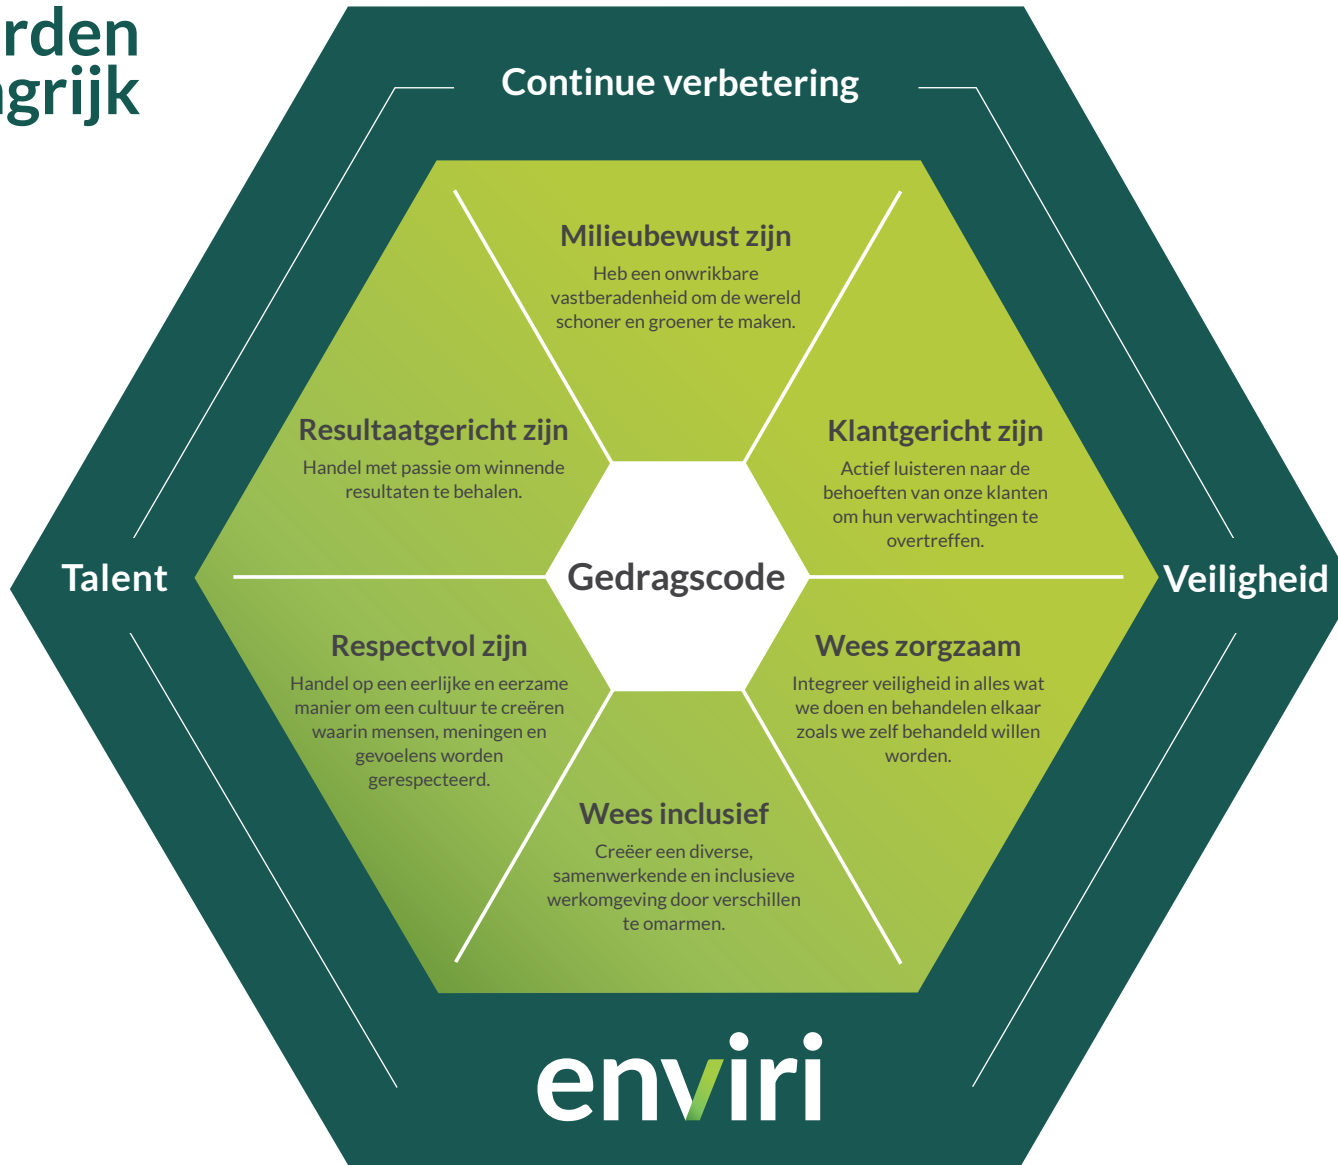 Continue verbetering
Milieubewust zijn
Heb een onwrikbare
vastberadenheid om de wereld
schoner en groener te maken.
Resultaatgericht zijn
Handel met passie om winnende
resultaten te behalen.
Klantgericht zijn
Actief luisteren naar de
behoeften van onze klanten
om hun verwachtingen te
overtreffen.
Talent
Gedragscode
Veiligheid
Respectvol zijn
Handel op een eerlijke en eerzame
manier om een cultuur te creëren
waarin mensen, meningen en
gevoelens worden
gerespecteerd.
Wees zorgzaam
Integreer veiligheid in alles wat
we doen en behandelen elkaar
zoals we zelf behandeld willen
worden.
Wees inclusief
Creëer een diverse,
samenwerkende en inclusieve
werkomgeving door verschillen
te omarmen.
enviri